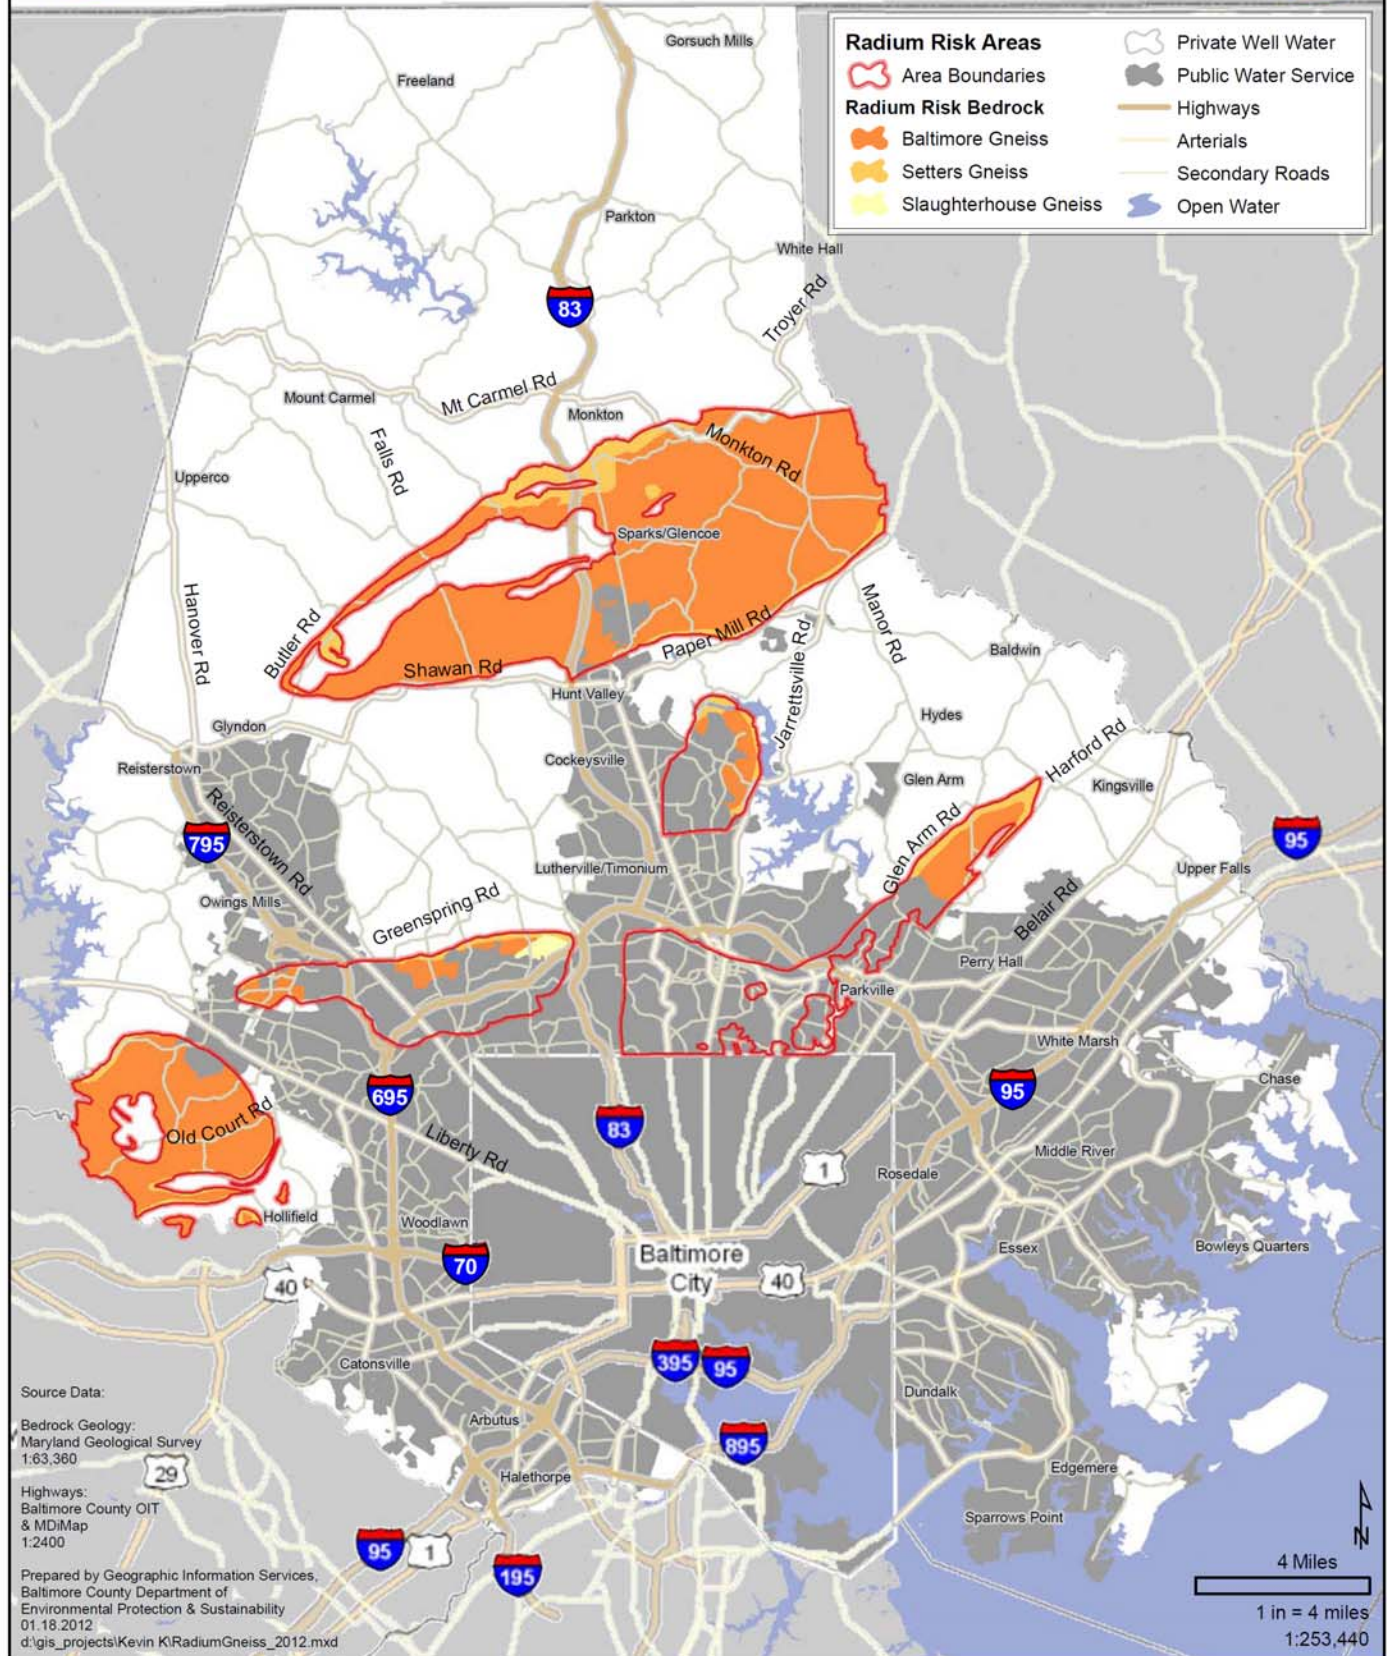 Radium Risk Areas
Area Boundaries
Radium Risk Bedrock
Baltimore Gneiss
Setters Gneiss
Slaughterhouse Gneiss
Private Well Water
Public Water Service
Highways
Arterials
Secondary Roads
Open Water
Gorsuch Mills
Freeland
Parkton
White Hall
83
Troyer Rd
Mt Carmel Rd
Mount Carmel
Monkton
Falls Rd
Monkton Rd
Upperco
Sparks/Glencoe
Hanover Rd
Butler Rd
Manor Rd
Paper Mill Rd
Jarrettsville Rd
Baldwin
Shawan Rd
Hunt Valley
Glyndon
Hydes
Harford Rd
Reisterstown
Cockeysville
Glen Arm
Kingsville
Reisterstown Rd
795
Glen Arm Rd
95
Lutherville/Timonium
Upper Falls
Owings Mills
Greenspring Rd
Belair Rd
Perry Hall
Parkville
White Marsh
Chase
695
95
83
Old Court Rd
Liberty Rd
1
Middle River
Rosedale
Hollifield
Woodlawn
Essex
Bowleys Quarters
70
Baltimore
City
40
40
395
95
Catonsville
Dundalk
Arbutus
895
Halethorpe
Edgemere
Sparrows Point
29
95
1
195
Source Data:
Bedrock Geology:
Maryland Geological Survey
1:63,360
Highways:
Baltimore County OIT
& MDiMap
1:2400
Prepared by Geographic Information Services,
Baltimore County Department of
Environmental Protection & Sustainability
01.18.2012
d:\gis_projects\Kevin K\RadiumGneiss_2012.mxd
N
4 Miles
1 in = 4 miles
1:253,440